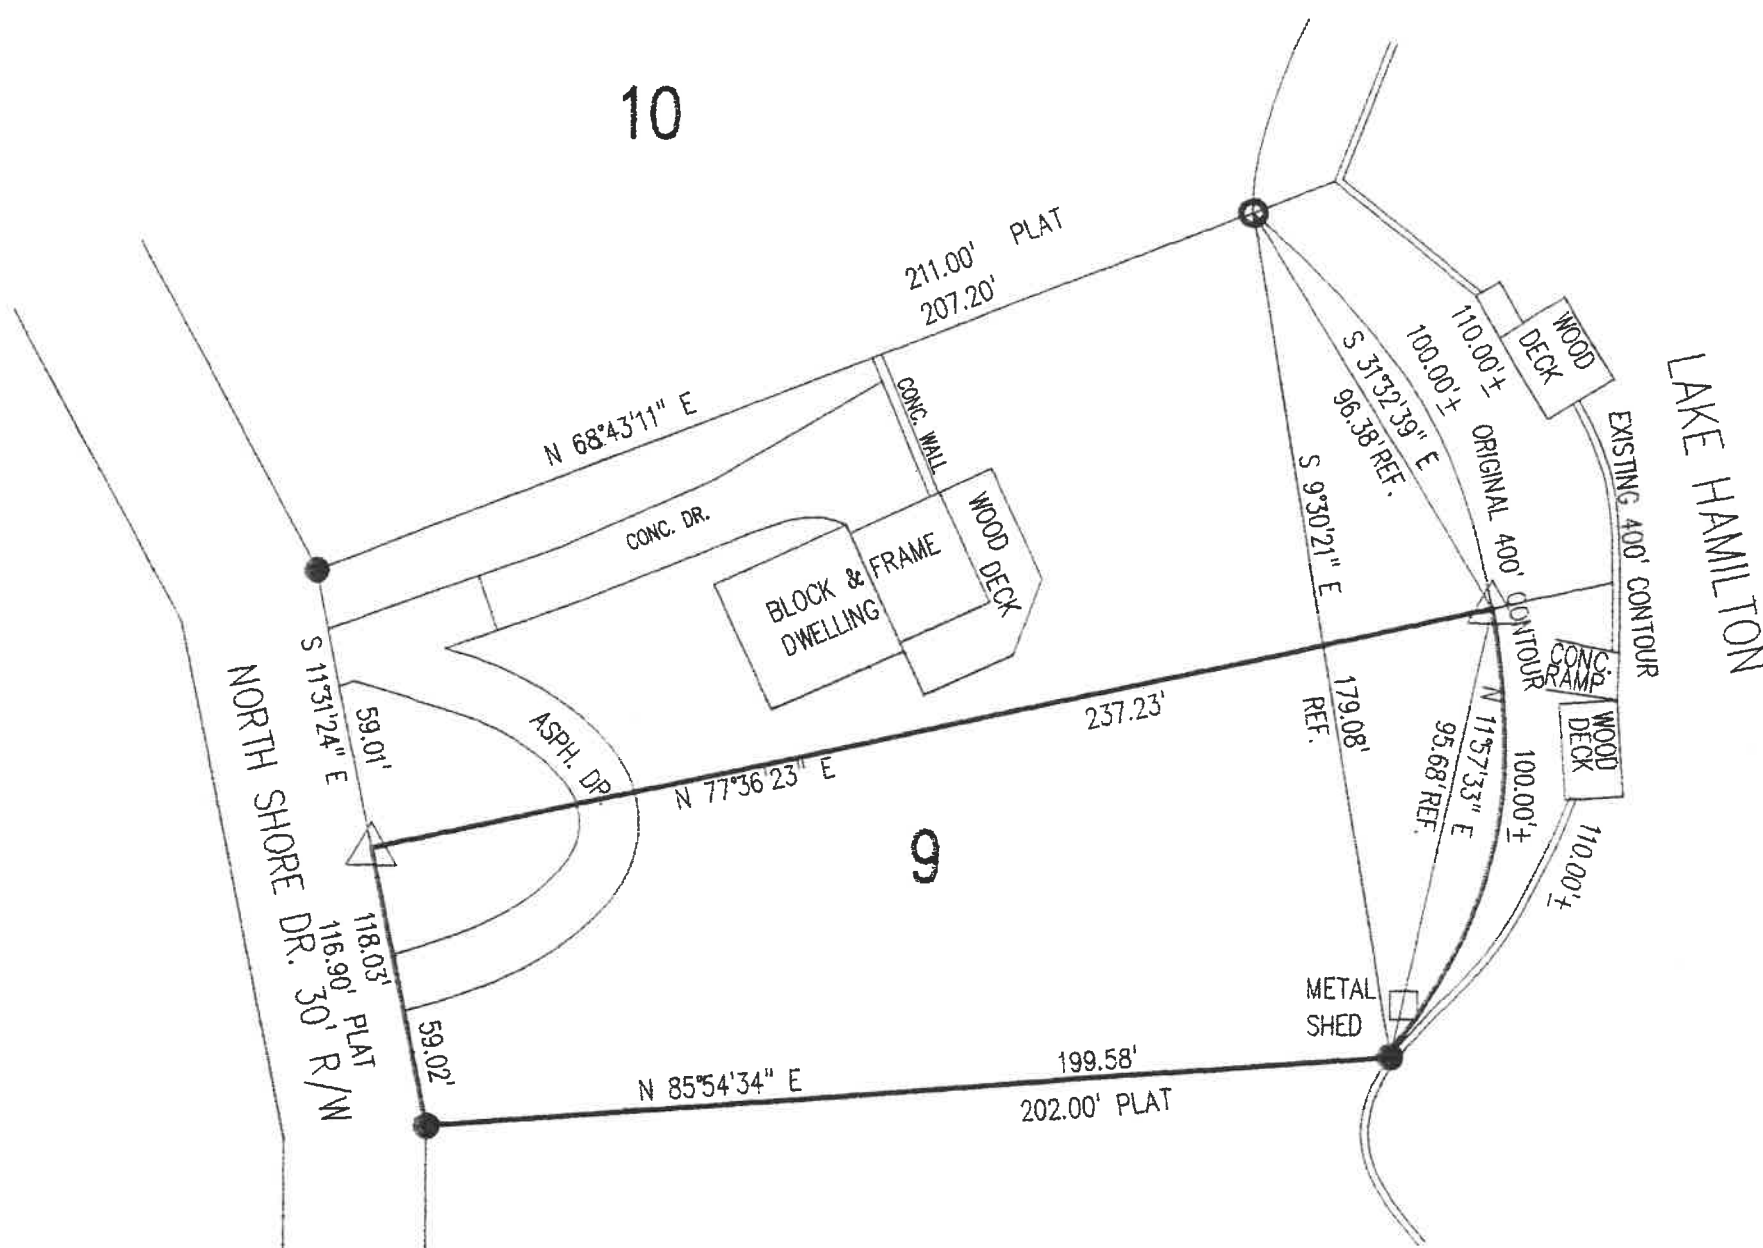 10
211.00' PLAT
207.20'
N 68°43'11" E
CONC. WALL
CONC. DR.
WOOD DECK
BLOCK & FRAME
DWELLING
S 31°32'39" E
96.38' REF.
100.00'±
110.00'±
WOOD
DECK
LAKE HAMILTON
EXISTING 400' CONTOUR
ORIGINAL 400' CONTOUR
S 9°30'21" E
179.08'
REF.
CONC.
RAMP
WOOD
DECK
S 11°31'24" E
59.01'
NORTH SHORE DR. 30' R/W
ASPH. DR.
N 77°36'23" E
237.23'
N 11°57'33" E
95.68' REF.
100.00'±
110.00'±
9
118.03'
116.90' PLAT
59.02'
METAL
SHED
N 85°54'34" E
199.58'
202.00' PLAT